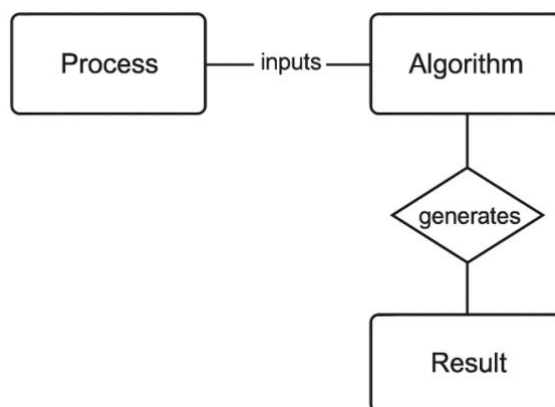 Process
inputs
Algorithm
generates
Result